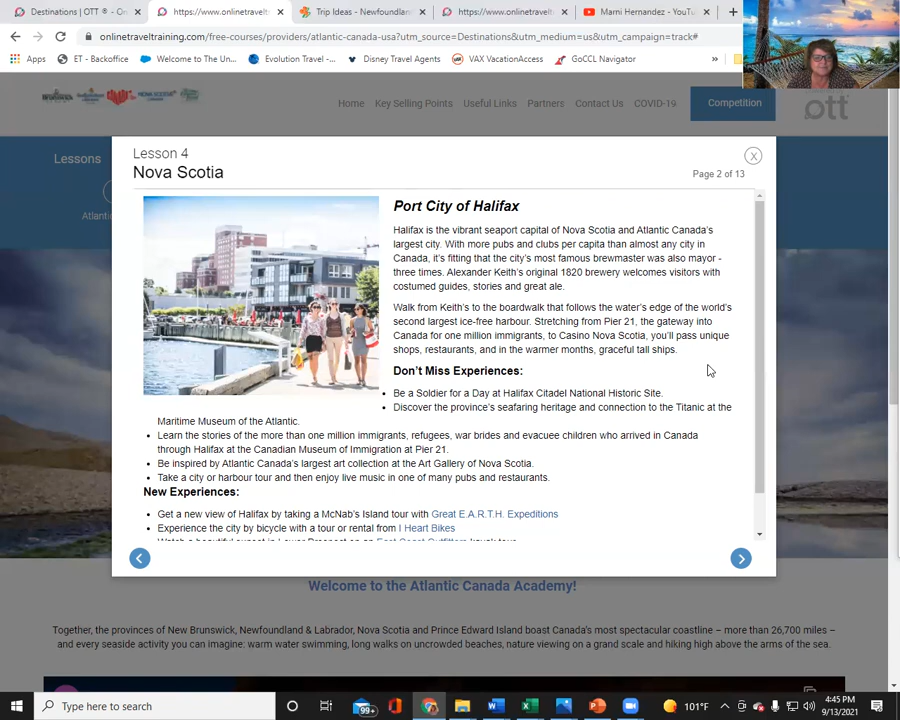 Destinations | OTT ® - On
https://www.onlinetravelt
Trip Ideas - Newfoundlan
https://www.onlinetravelt
Marni Hernandez - YouTu
onlinetraveltraining.com/free-courses/providers/atlantic-canada-usa?utm_source=Destinations&utm_medium=us&utm_campaign=track#
Apps
ET - Backoffice
Welcome to The Un...
Evolution Travel -...
Disney Travel Agents
VAX VacationAccess
GoCCL Navigator
»
Home
Key Selling Points
Useful Links
Partners
Contact Us
COVID-19
Competition
ott
Lessons
Atlanti
Lesson 4
Nova Scotia
X
Page 2 of 13
Port City of Halifax
Halifax is the vibrant seaport capital of Nova Scotia and Atlantic Canada's
largest city. With more pubs and clubs per capita than almost any city in
Canada, it's fitting that the city's most famous brewmaster was also mayor -
three times. Alexander Keith's original 1820 brewery welcomes visitors with
costumed guides, stories and great ale.
Walk from Keith's to the boardwalk that follows the water's edge of the world's
second largest ice-free harbour. Stretching from Pier 21, the gateway into
Canada for one million immigrants, to Casino Nova Scotia, you'll pass unique
shops, restaurants, and in the warmer months, graceful tall ships.
Don't Miss Experiences:
• Be a Soldier for a Day at Halifax Citadel National Historic Site.
• Discover the province's seafaring heritage and connection to the Titanic at the
Maritime Museum of the Atlantic.
• Learn the stories of the more than one million immigrants, refugees, war brides and evacuee children who arrived in Canada
through Halifax at the Canadian Museum of Immigration at Pier 21.
• Be inspired by Atlantic Canada's largest art collection at the Art Gallery of Nova Scotia.
• Take a city or harbour tour and then enjoy live music in one of many pubs and restaurants.
New Experiences:
• Get a new view of Halifax by taking a McNab's Island tour with Great E.A.R.T.H. Expeditions
• Experience the city by bicycle with a tour or rental from I Heart Bikes
• Watch a beautiful sunset in Lower Prospect on an East Coast Outfitters kayak tour
Welcome to the Atlantic Canada Academy!
Together, the provinces of New Brunswick, Newfoundland & Labrador, Nova Scotia and Prince Edward Island boast Canada's most spectacular coastline – more than 26,700 miles –
and every seaside activity you can imagine: warm water swimming, long walks on uncrowded beaches, nature viewing on a grand scale and hiking high above the arms of the sea.
Type here to search
99+
101°F
4:45 PM
9/13/2021